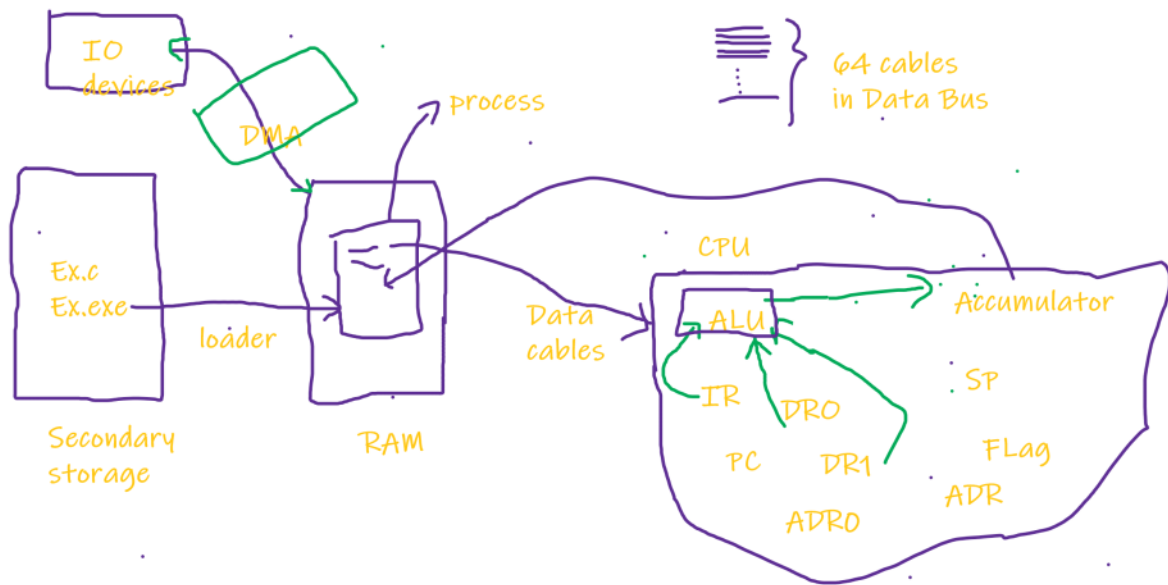 IO
devices
DMA
process
64 cables
in Data Bus
Ex.c
Ex.exe
loader
Secondary
storage
RAM
Data
cables
CPU
ALU
Accumulator
IR
DR0
SP
PC
DR1
FLag
ADR0
ADR